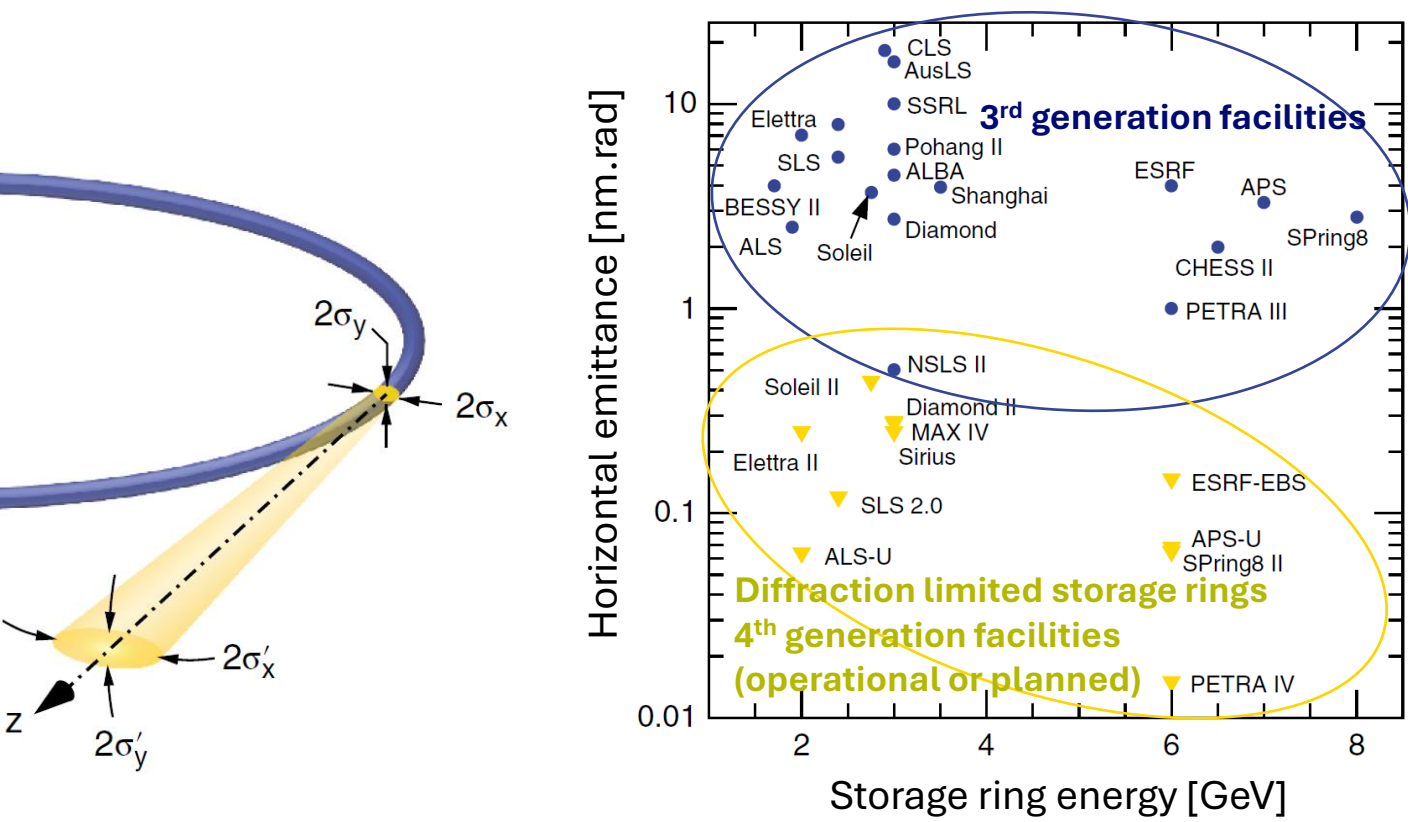 2σy
2σx
2σ′x
2σ′y
z
Horizontal emittance [nm.rad]
10
1
0.1
0.01
CLS
AusLS
SSRL
3rd generation facilities
Elettra
Pohang II
SLS
ALBA
ESRF
Shanghai
APS
BESSY II
Diamond
SPring8
ALS
Soleil
CHESS II
PETRA III
NSLS II
Soleil II
Diamond II
MAX IV
Elettra II
Sirius
ESRF-EBS
SLS 2.0
APS-U
ALS-U
SPring8 II
Diffraction limited storage rings
4th generation facilities
(operational or planned)
PETRA IV
2
4
6
8
Storage ring energy [GeV]